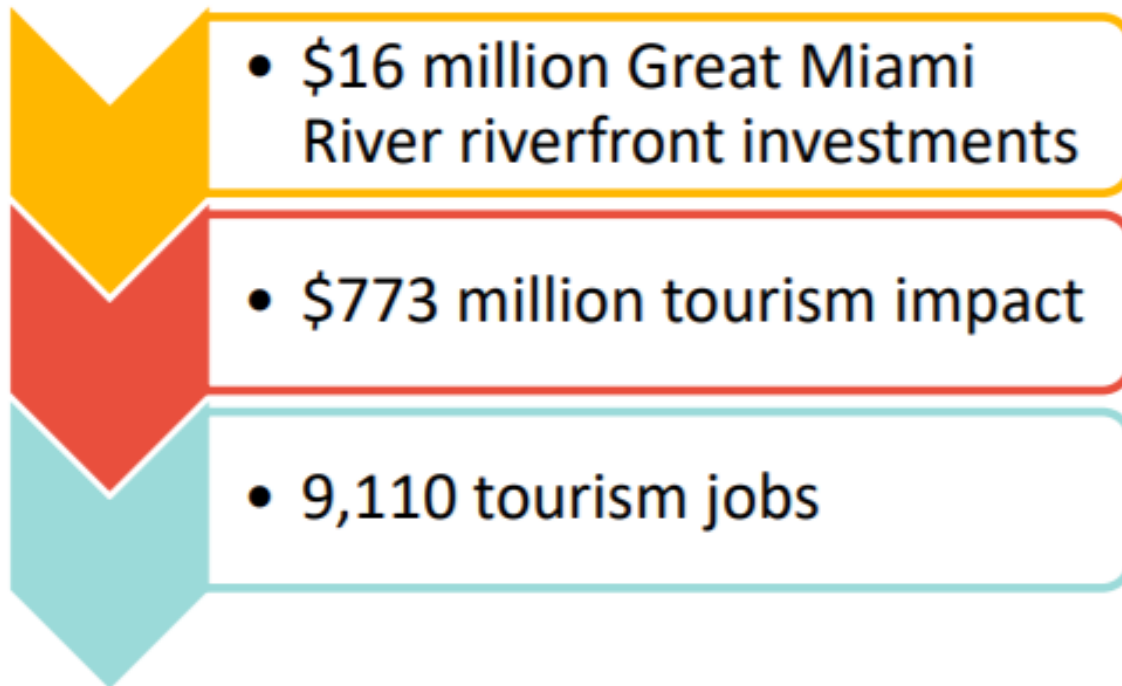 • $16 million Great Miami
River riverfront investments
• $773 million tourism impact
• 9,110 tourism jobs